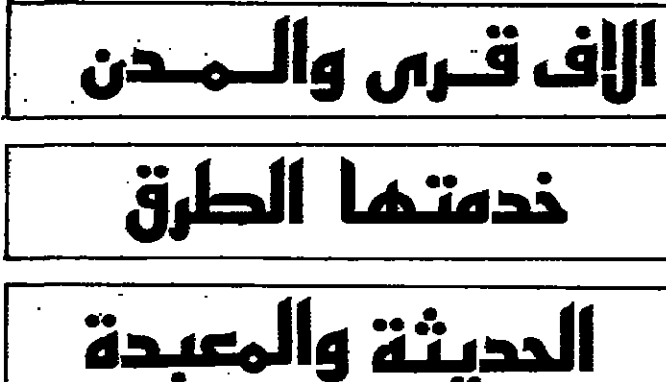 الاف قرى والمدن
خدمتها الطرق
الحديثة والمعبدة